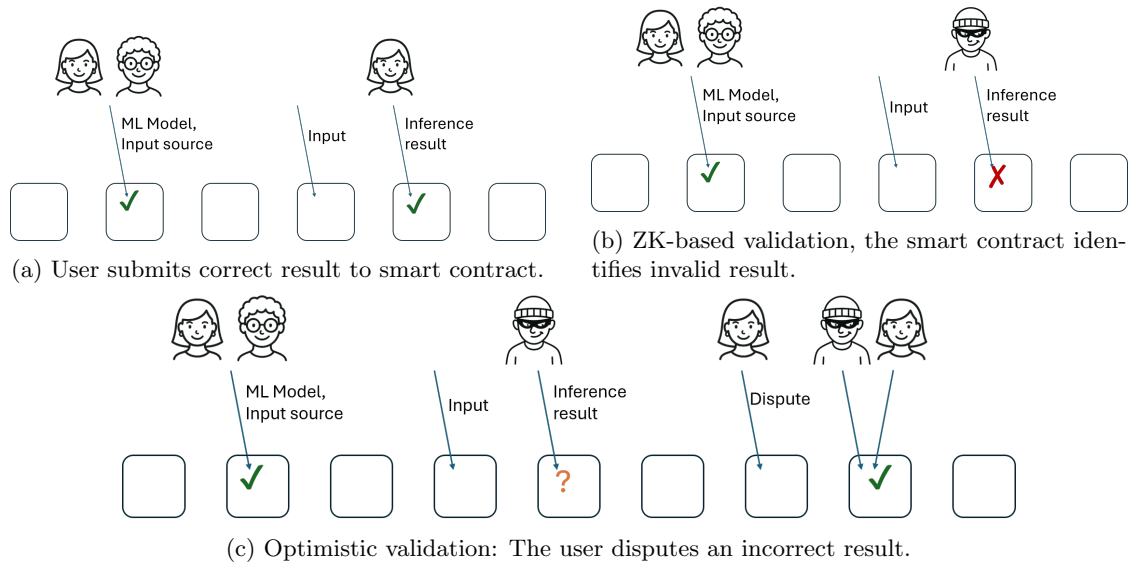 ML Model,
Input source
Input
Inference
result
(a) User submits correct result to smart contract.
ML Model,
Input source
Input
Inference
result
(b) ZK-based validation, the smart contract iden-
tifies invalid result.
ML Model,
Input source
Input
Inference
result
?
Dispute
(c) Optimistic validation: The user disputes an incorrect result.